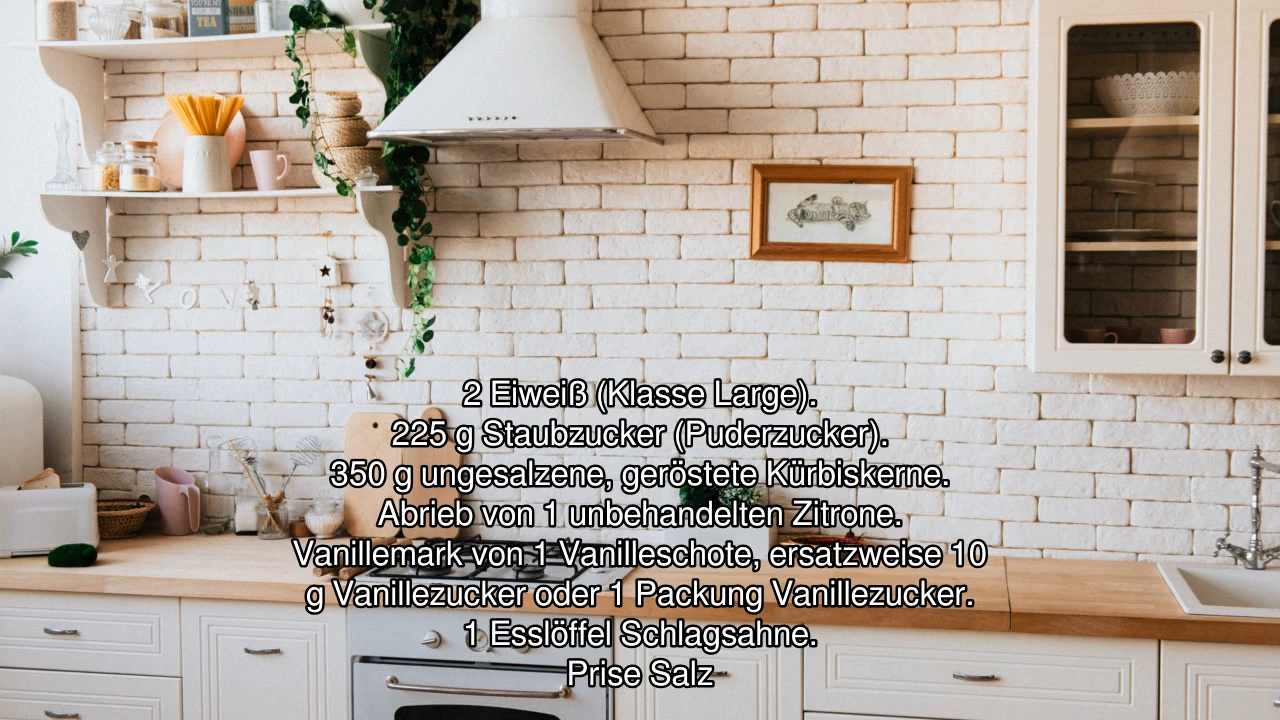 TEA
2 Eiweiß (Klasse Large).
225 g Staubzucker (Puderzucker).
350 g ungesalzene, geröstete Kürbiskerne.
Abrieb von 1 unbehandelten Zitrone.
Vanillemark von 1 Vanilleschote, ersatzweise 10
g Vanillezucker oder 1 Packung Vanillezucker.
1 Esslöffel Schlagsahne.
Prise Salz